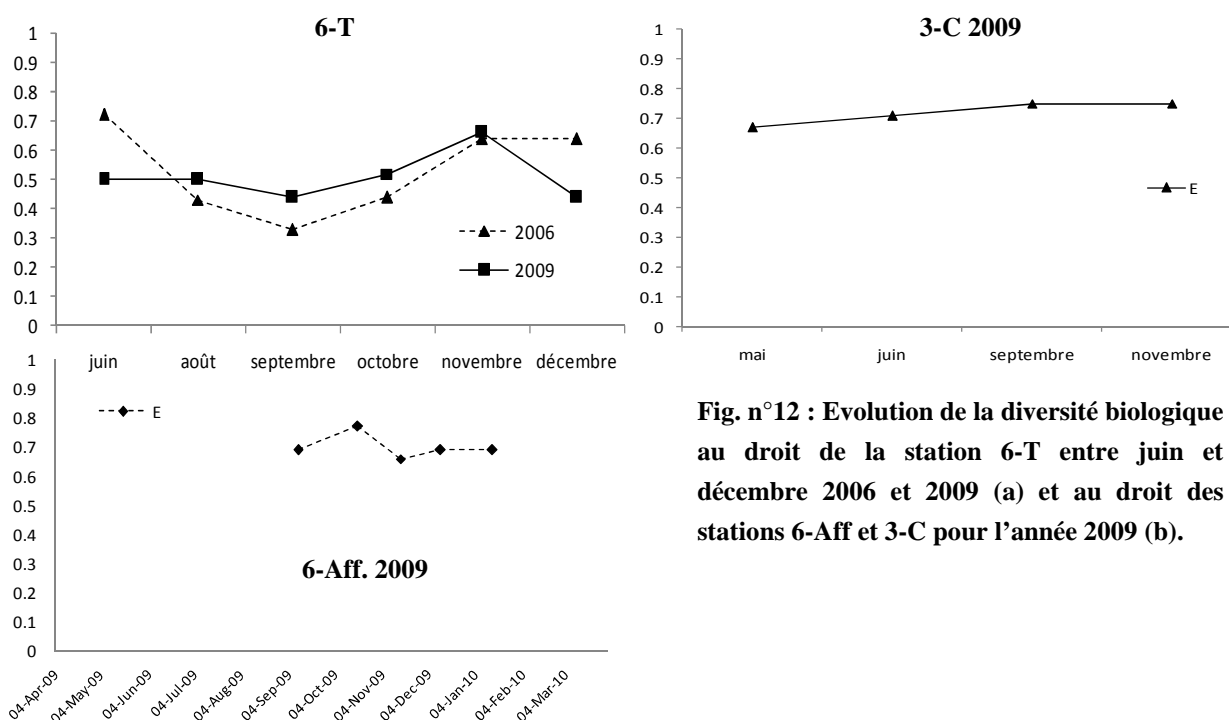 6-T
1
0.9
0.8
0.7
0.6
0.5
0.4
0.3
0.2
0.1
0
2006
2009
juin août septembre octobre novembre décembre
3-C 2009
1
0.9
0.8
0.7
0.6
0.5
0.4
0.3
0.2
0.1
0
E
mai juin septembre novembre
1
0.9
0.8
0.7
0.6
0.5
0.4
0.3
0.2
0.1
0
E
6-Aff. 2009
04-Apr-09
04-May-09
04-Jun-09
04-Jul-09
04-Aug-09
04-Sep-09
04-Oct-09
04-Nov-09
04-Dec-09
04-Jan-10
04-Feb-10
04-Mar-10
Fig. n°12 : Evolution de la diversité biologique
au droit de la station 6-T entre juin et
décembre 2006 et 2009 (a) et au droit des
stations 6-Aff et 3-C pour l’année 2009 (b).